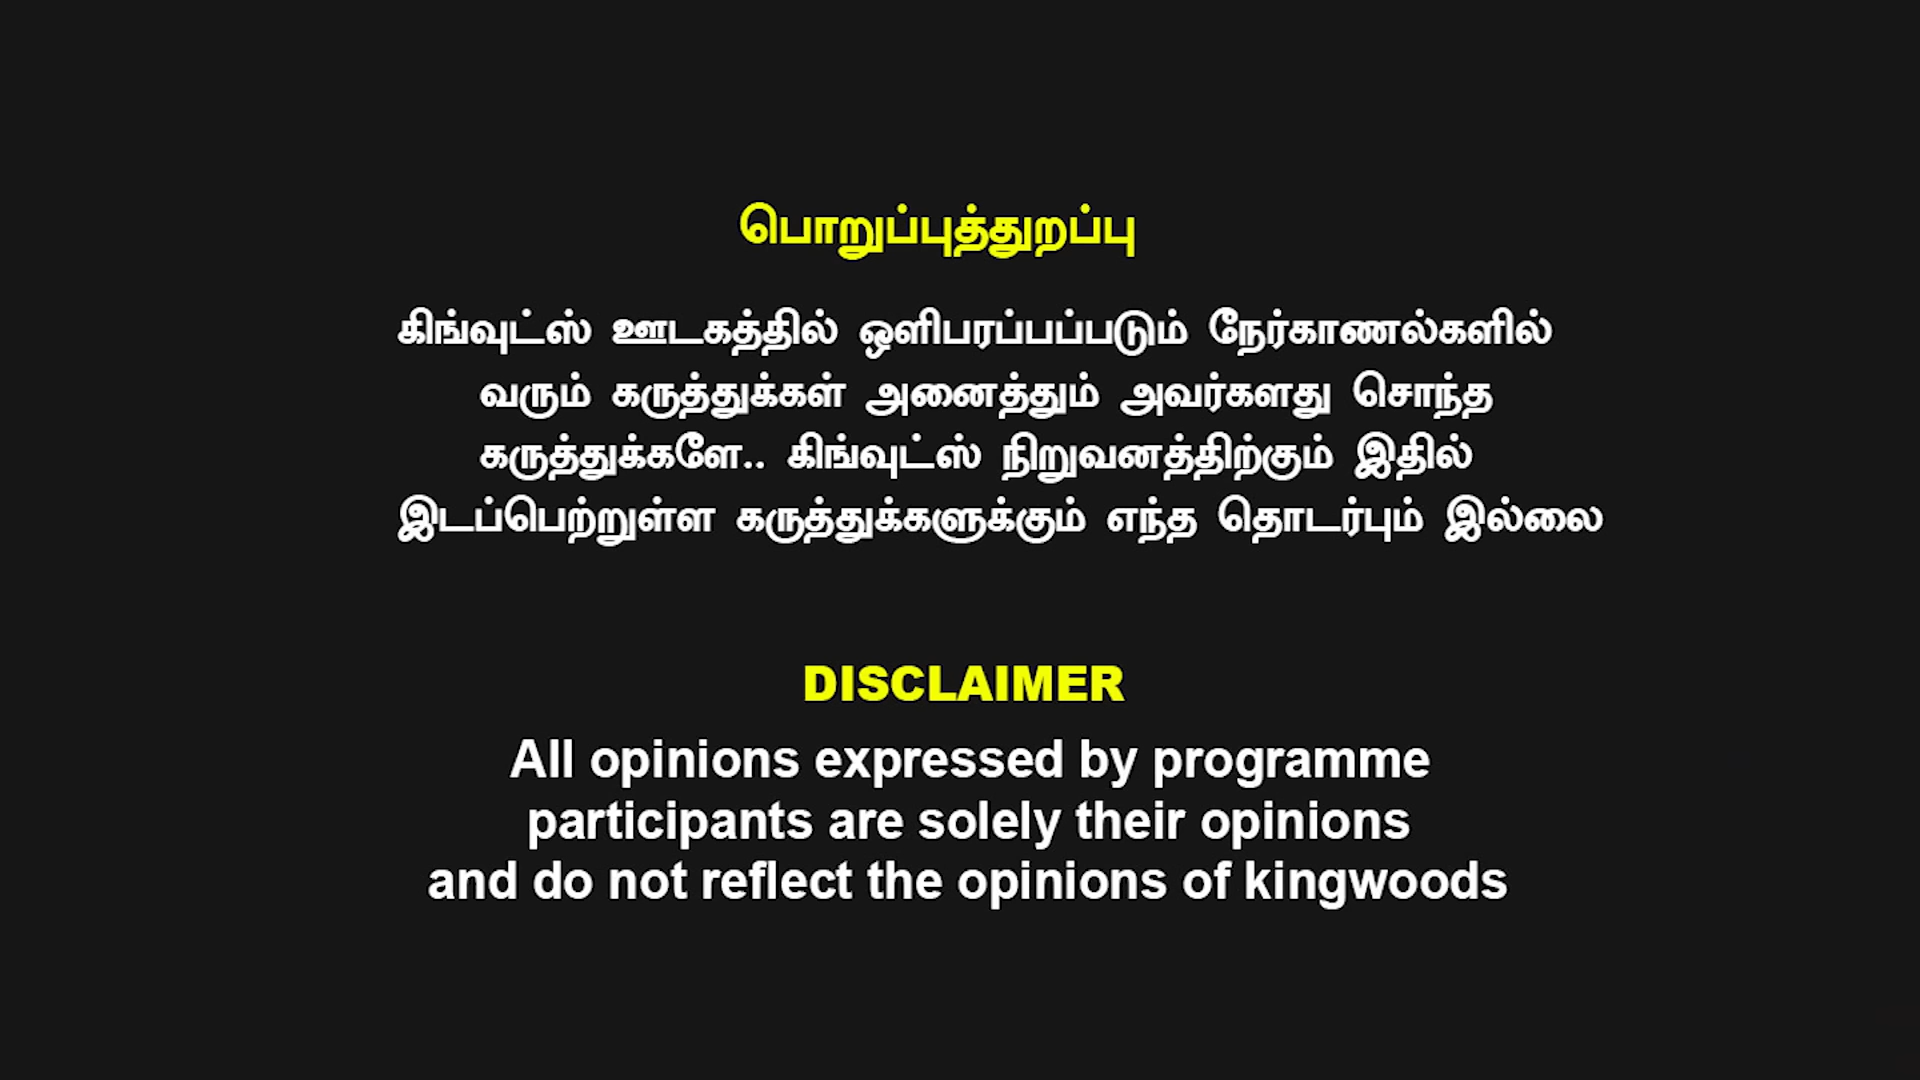 பொறுப்புத்துறப்பு
கிங்வுட்ஸ் ஊடகத்தில் ஒளிபரப்பப்படும் நேர்காணல்களில்
வரும் கருத்துக்கள் அனைத்தும் அவர்களது சொந்த
கருத்துக்களே.. கிங்வுட்ஸ் நிறுவனத்திற்கும் இதில்
இடப்பெற்றுள்ள கருத்துக்களுக்கும் எந்த தொடர்பும் இல்லை
DISCLAIMER
All opinions expressed by programme
participants are solely their opinions
and do not reflect the opinions of kingwoods